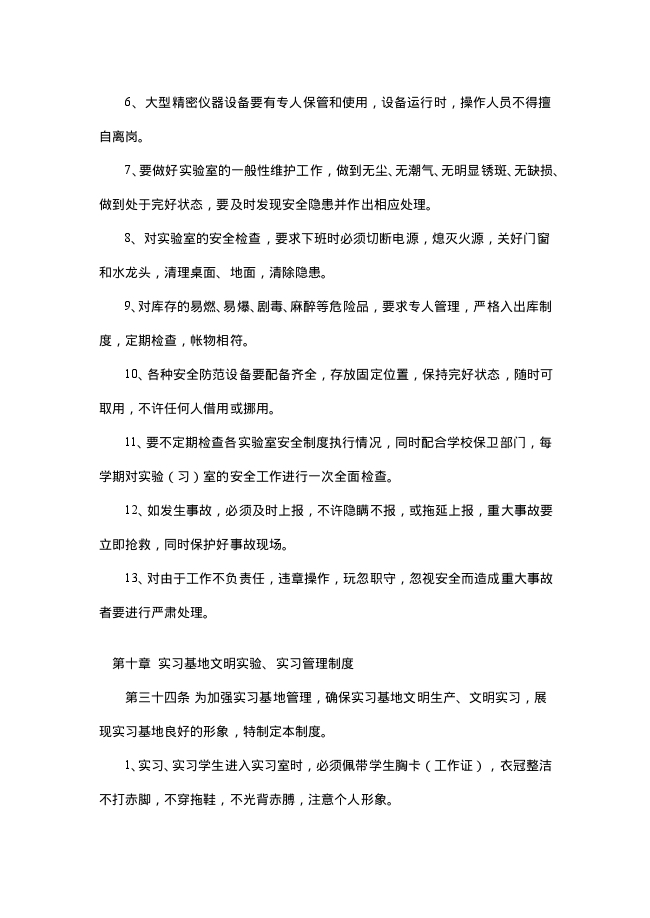 6、大型精密仪器设备要有专人保管和使用，设备运行时，操作人员不得擅
自离岗。
7、要做好实验室的一般性维护工作，做到无尘、无潮气、无明显锈斑、无缺损、
做到处于完好状态，要及时发现安全隐患并作出相应处理。
8、对实验室的安全检查，要求下班时必须切断电源，熄灭火源，关好门窗
和水龙头，清理桌面、地面，清除隐患。
9、对库存的易燃、易爆、剧毒、麻醉等危险品，要求专人管理，严格入出库制
度，定期检查，帐物相符。
10、各种安全防范设备要配备齐全，存放固定位置，保持完好状态，随时可
取用，不许任何人借用或挪用。
11、要不定期检查各实验室安全制度执行情况，同时配合学校保卫部门，每
学期对实验（习）室的安全工作进行一次全面检查。
12、如发生事故，必须及时上报，不许隐瞒不报，或拖延上报，重大事故要
立即抢救，同时保护好事故现场。
13、对由于工作不负责任，违章操作，玩忽职守，忽视安全而造成重大事故
者要进行严肃处理。
第十章 实习基地文明实验、实习管理制度
第三十四条 为加强实习基地管理，确保实习基地文明生产、文明实习，展
现实习基地良好的形象，特制定本制度。
1、实习、实习学生进入实习室时，必须佩带学生胸卡（工作证），衣冠整洁
不打赤脚，不穿拖鞋，不光背赤膊，注意个人形象。